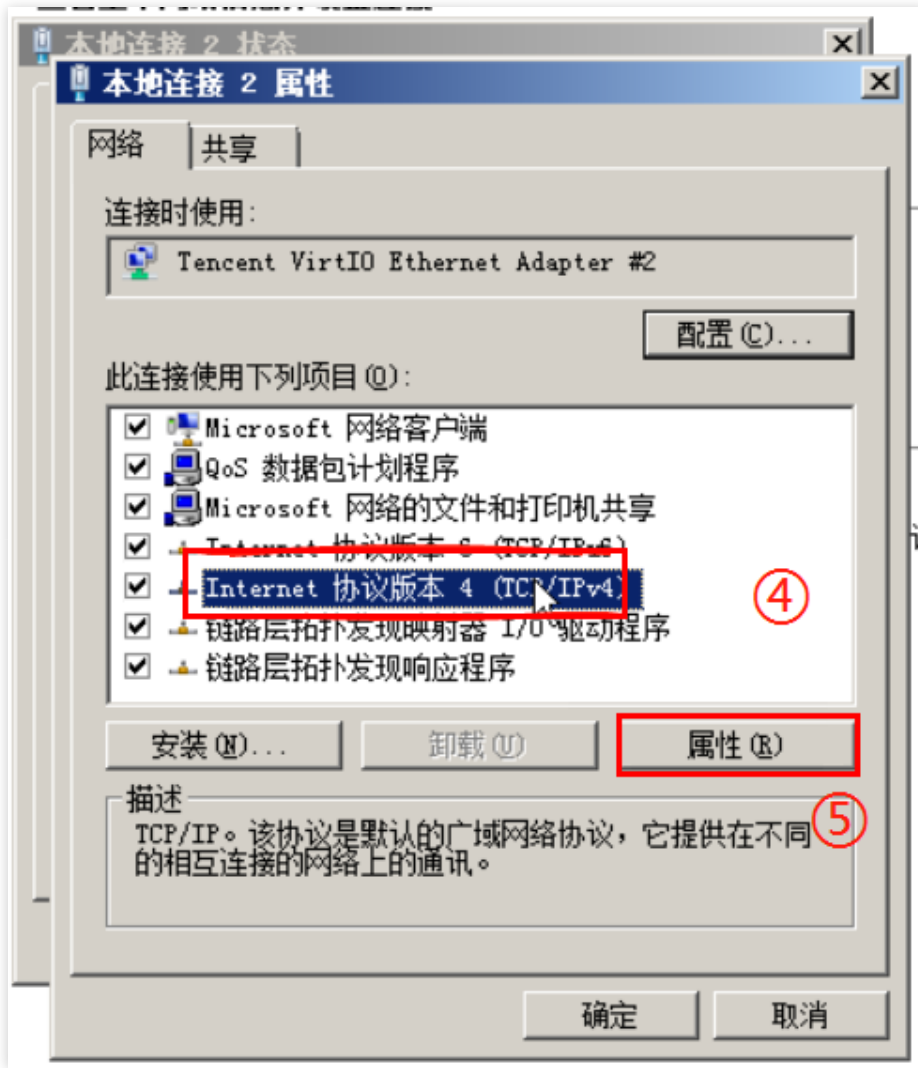 本地连接 2 状态
本地连接 2 属性
网络
共享
连接时使用:
Tencent VirtIO Ethernet Adapter #2
配置(C)...
此连接使用下列项目(O):
Microsoft 网络客户端
QoS 数据包计划程序
Microsoft 网络的文件和打印机共享
Internet 协议版本 6 (TCP/IPv6)
Internet 协议版本 4 (TCP/IPv4)
④
链路层拓扑发现映射器 I/O 驱动程序
链路层拓扑发现响应程序
安装(N)...
卸载(U)
属性(R)
⑤
描述
TCP/IP。该协议是默认的广域网络协议，它提供在不同
的相互连接的网络上的通讯。
确定
取消